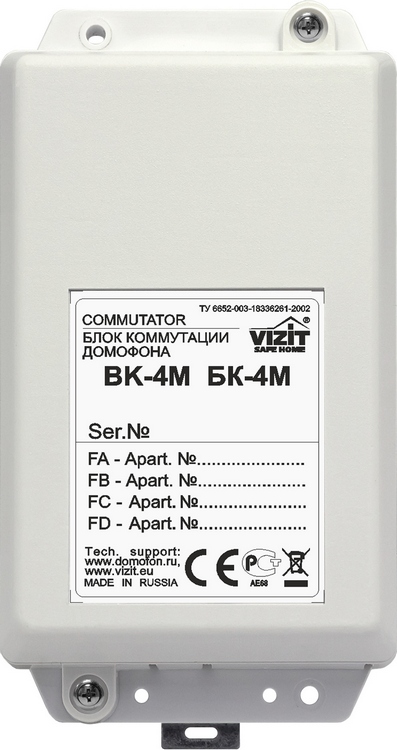 ТУ 6652-003-18336261-2002
COMMUTATOR
БЛОК КОММУТАЦИИ
ДОМОФОНА
VIZIT®
SAFE HOME
BK-4M БК-4М
Ser.№
FA - Apart. №........................
FB - Apart. №........................
FC - Apart. №........................
FD - Apart. №........................
Tech. support:
www.domofon.ru,
www.vizit.eu
MADE IN RUSSIA
CE
РСТ
АЕ68